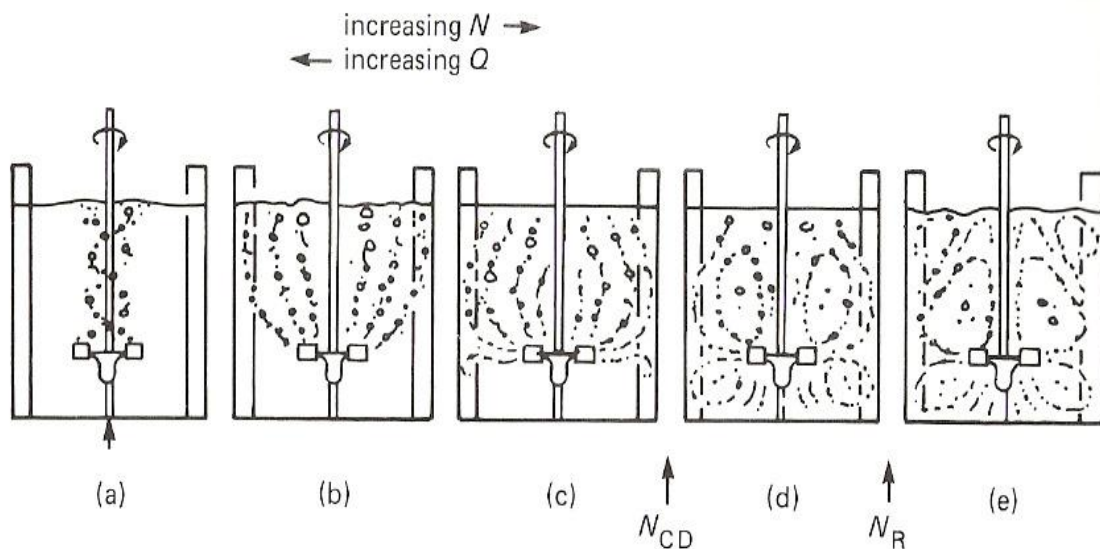 increasing N →
← increasing Q
(a) (b) (c) (d) (e)
N_CD N_R